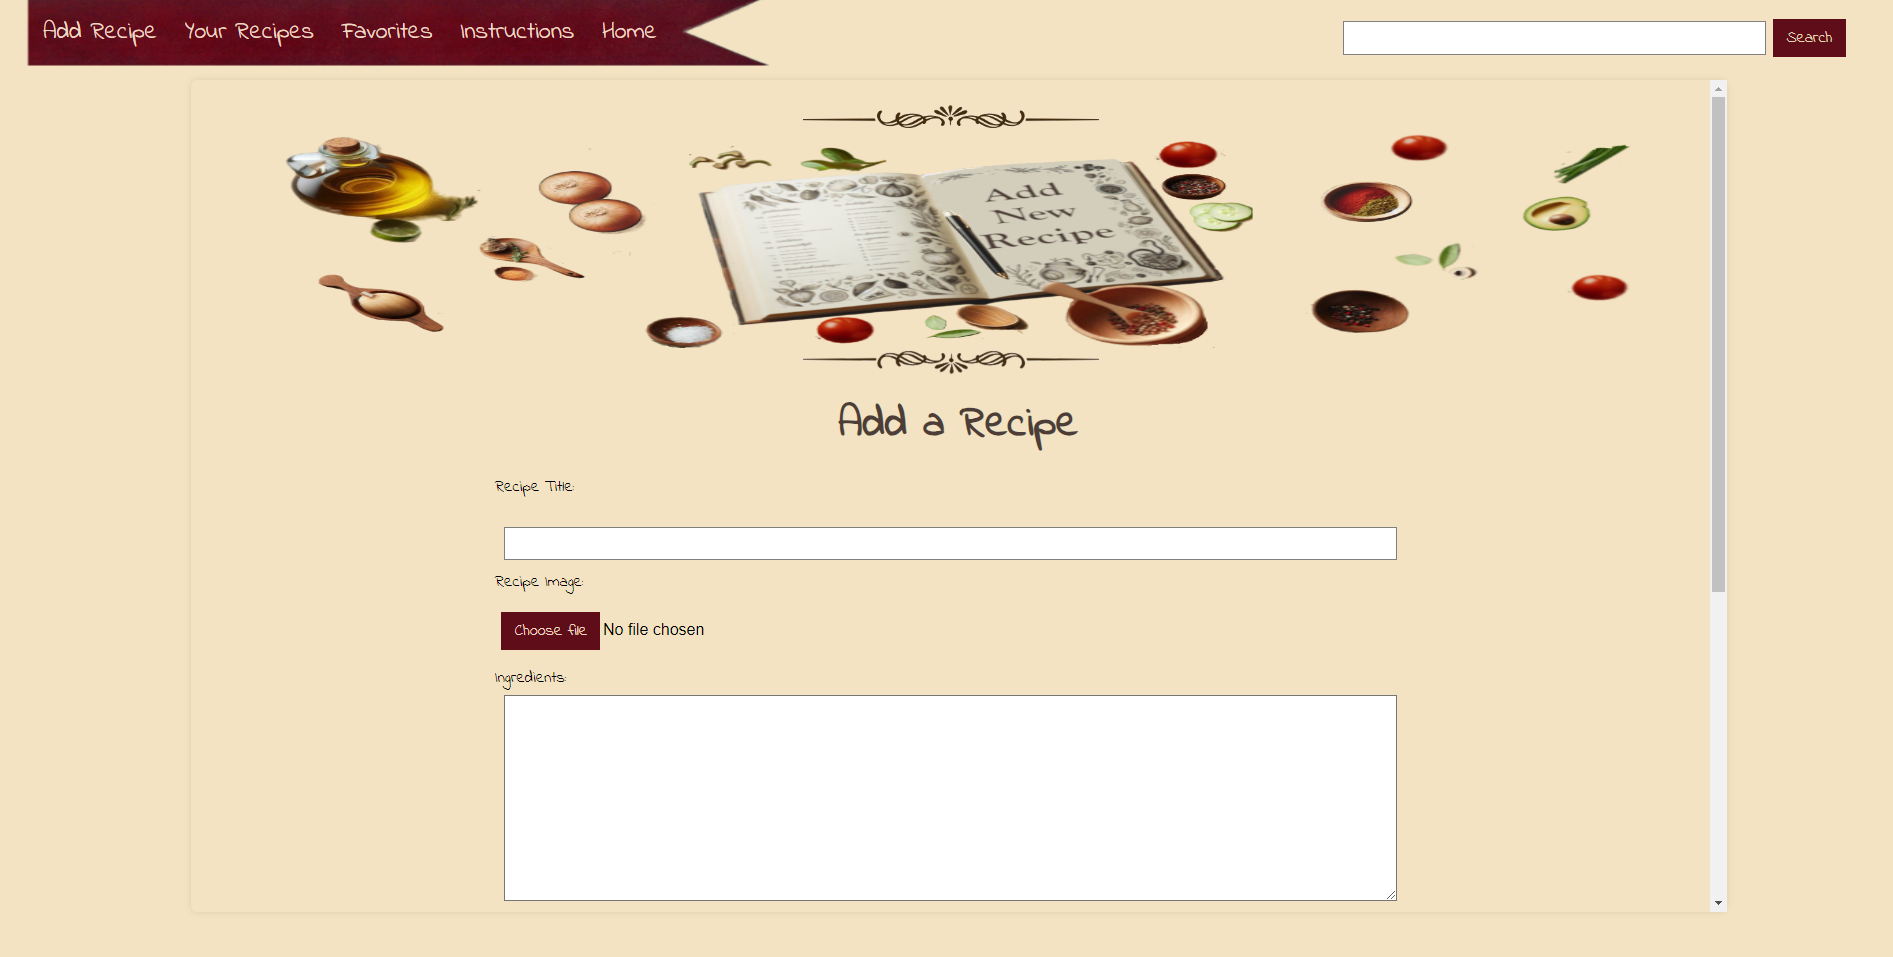 Add Recipe Your Recipes Favorites Instructions Home
Search
Add
New
Recipe
Add a Recipe
Recipe Title:
Recipe Image:
Choose file No file chosen
Ingredients: